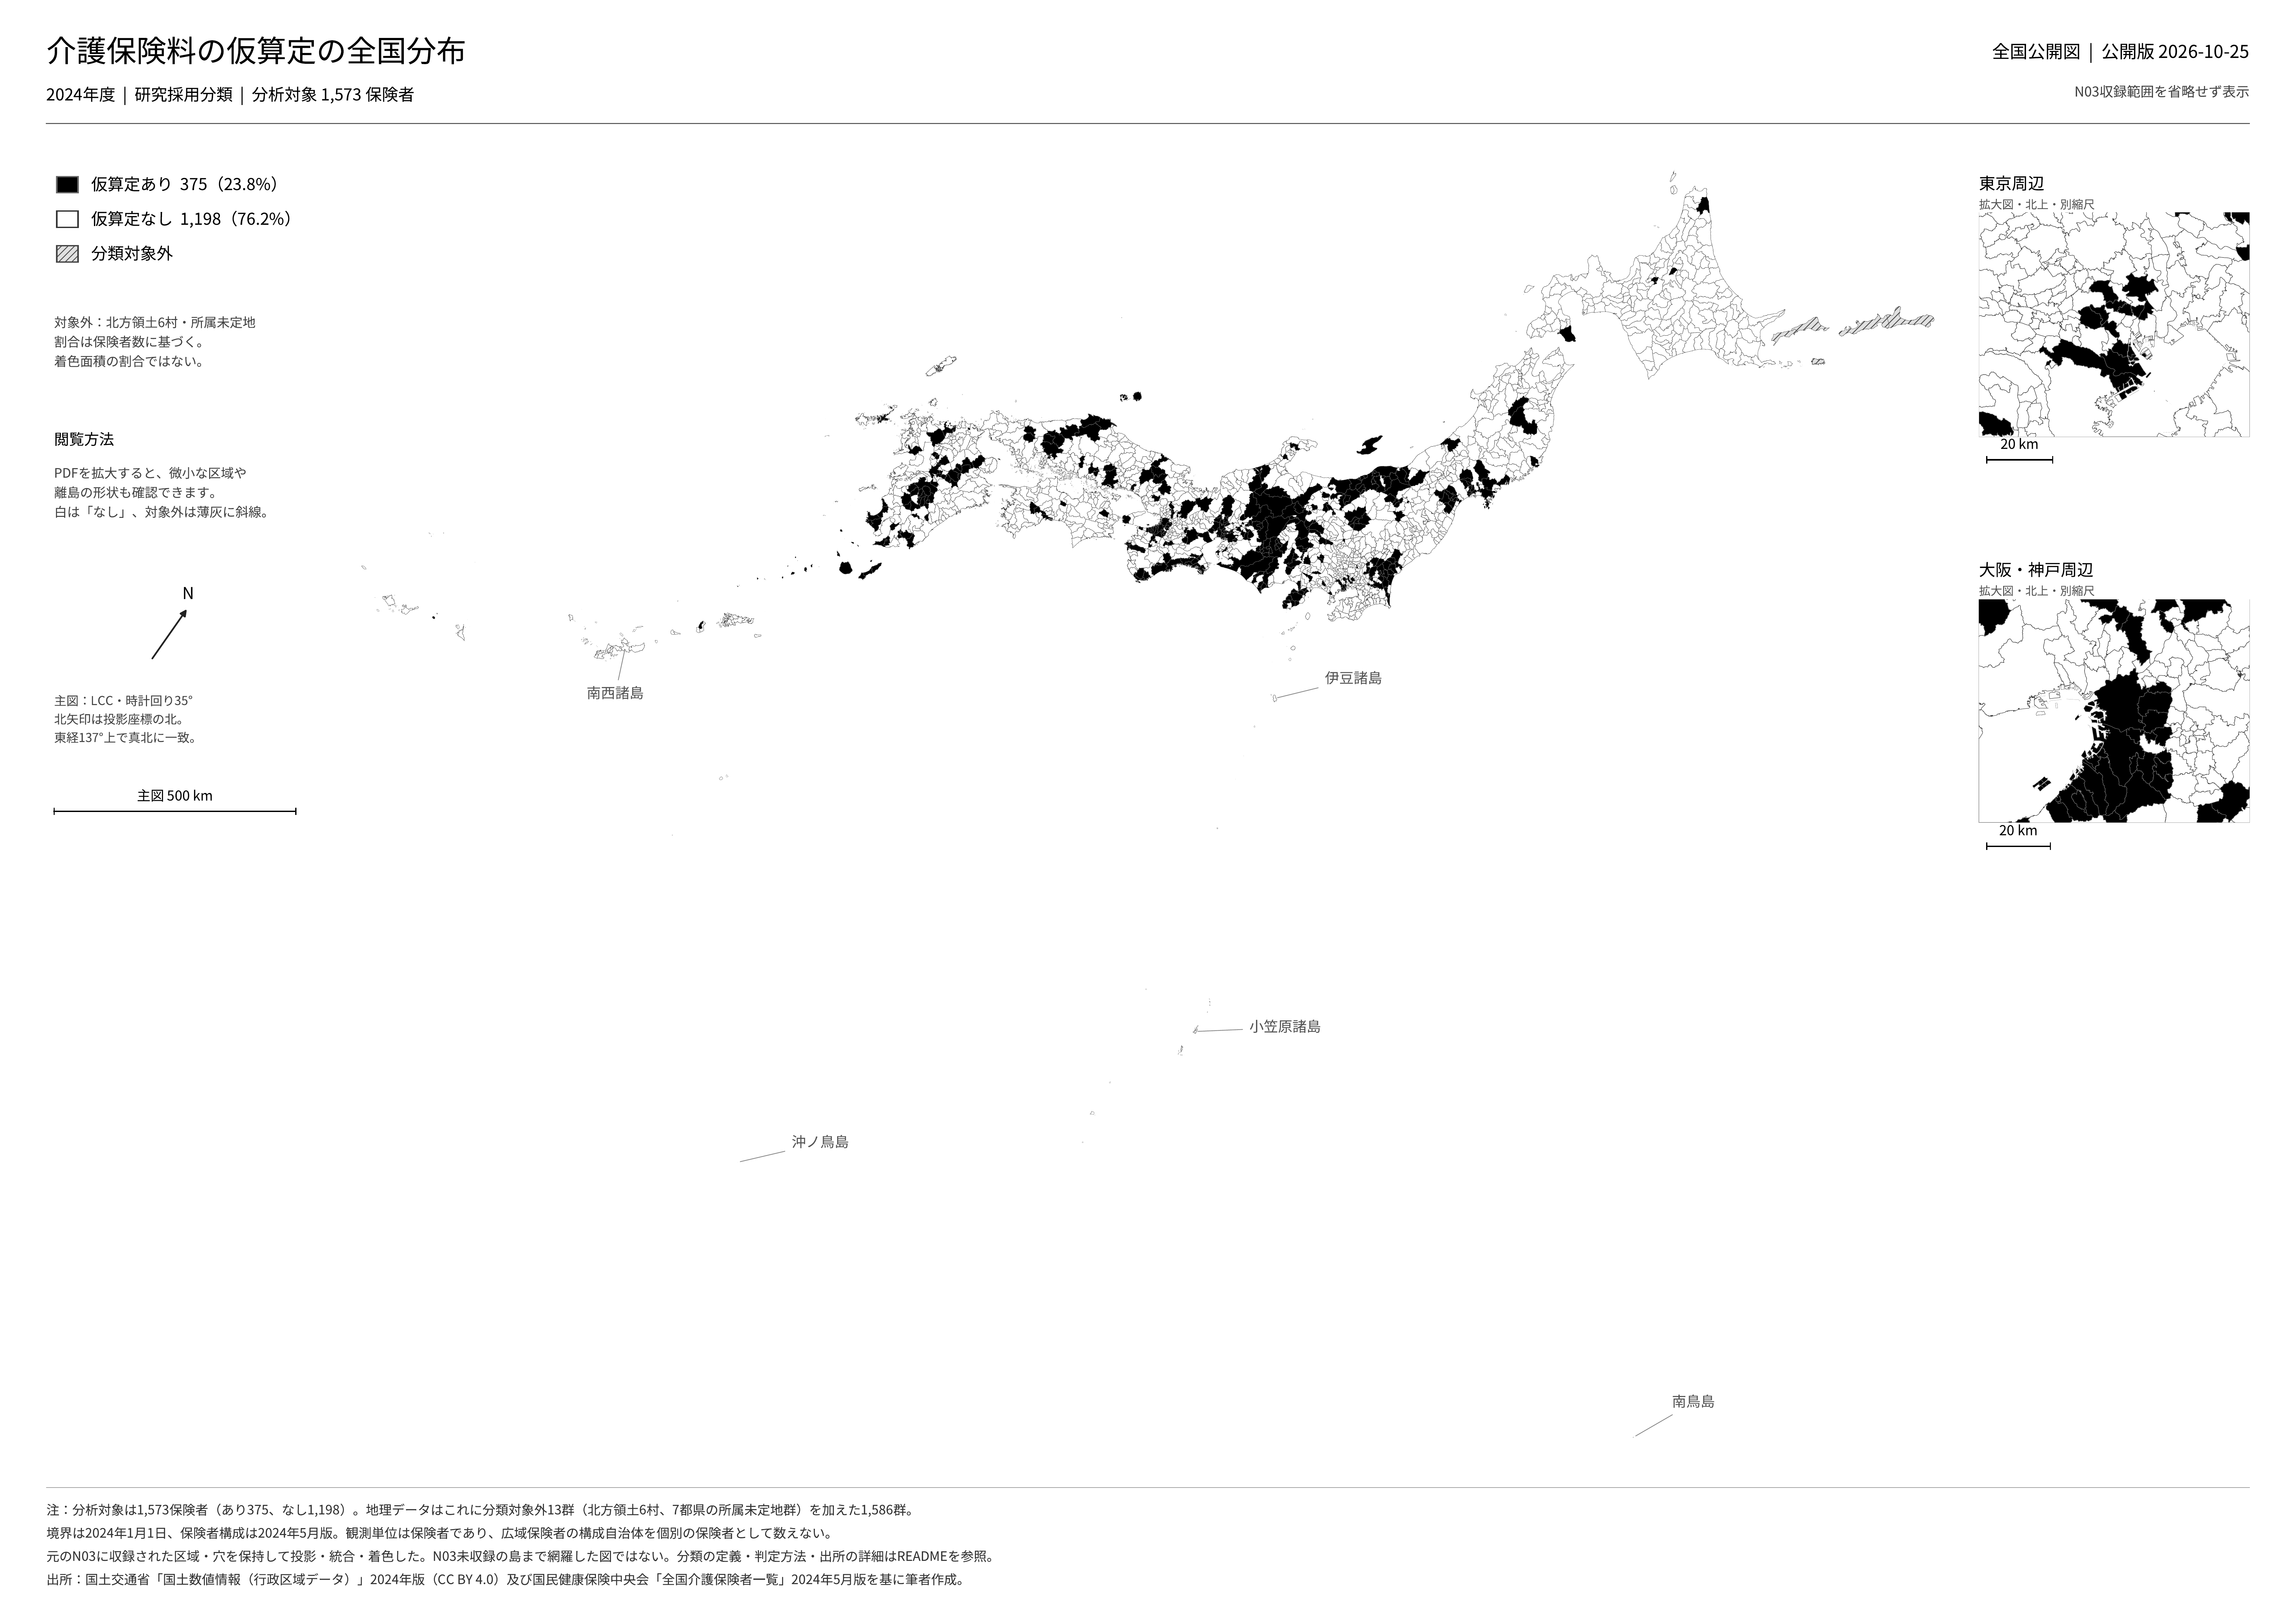 介護保険料の仮算定の全国分布
2024年度｜研究採用分類｜分析対象 1,573 保険者
全国公開図｜公開版 2026-10-25
N03収録範囲を省略せず表示
仮算定あり 375（23.8%）
仮算定なし 1,198（76.2%）
分類対象外
対象外：北方領土6村・所属未定地
割合は保険者数に基づく。
着色面積の割合ではない。
閲覧方法
PDFを拡大すると、微小な区域や
離島の形状も確認できます。
白は「なし」、対象外は薄灰に斜線。
N
主図：LCC・時計回り35°
北矢印は投影座標の北。
東経137°上で真北に一致。
主図 500 km
南西諸島
伊豆諸島
小笠原諸島
沖ノ鳥島
南鳥島
東京周辺
拡大図・北上・別縮尺
20 km
大阪・神戸周辺
拡大図・北上・別縮尺
20 km
注：分析対象は1,573保険者（あり375、なし1,198）。地理データはこれに分類対象外13群（北方領土6村、7都県の所属未定地群）を加えた1,586群。
境界は2024年1月1日、保険者構成は2024年5月版。観測単位は保険者であり、広域保険者の構成自治体を個別の保険者として数えない。
元のN03に収録された区域・穴を保持して投影・統合・着色した。N03未収録の島まで網羅した図ではない。分類の定義・判定方法・出所の詳細はREADMEを参照。
出所：国土交通省「国土数値情報（行政区域データ）」2024年版（CC BY 4.0）及び国民健康保険中央会「全国介護保険者一覧」2024年5月版を基に筆者作成。